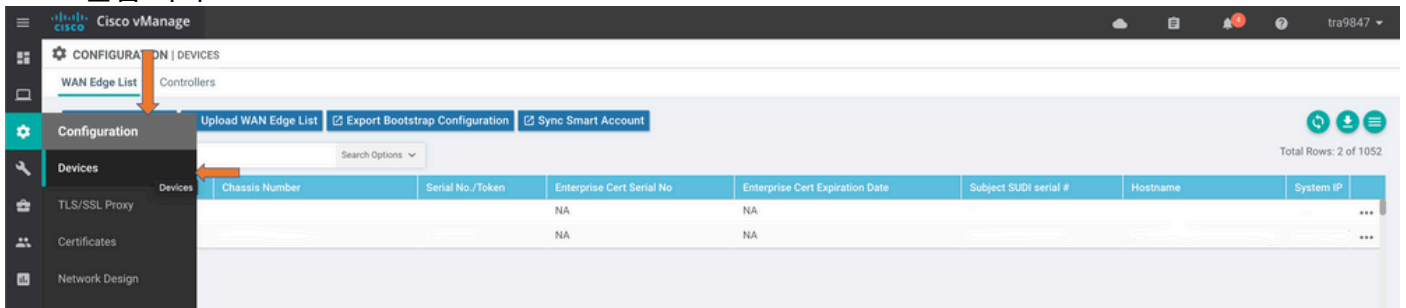 cisco Cisco vManage
4
tra9847
CONFIGURATION | DEVICES
WAN Edge List Controllers
Upload WAN Edge List Export Bootstrap Configuration Sync Smart Account
Configuration
Search Options
Total Rows: 2 of 1052
Devices
Devices
Chassis Number Serial No./Token Enterprise Cert Serial No Enterprise Cert Expiration Date Subject SUDI serial # Hostname System IP
TLS/SSL Proxy
NA NA ...
Certificates
NA NA ...
Network Design